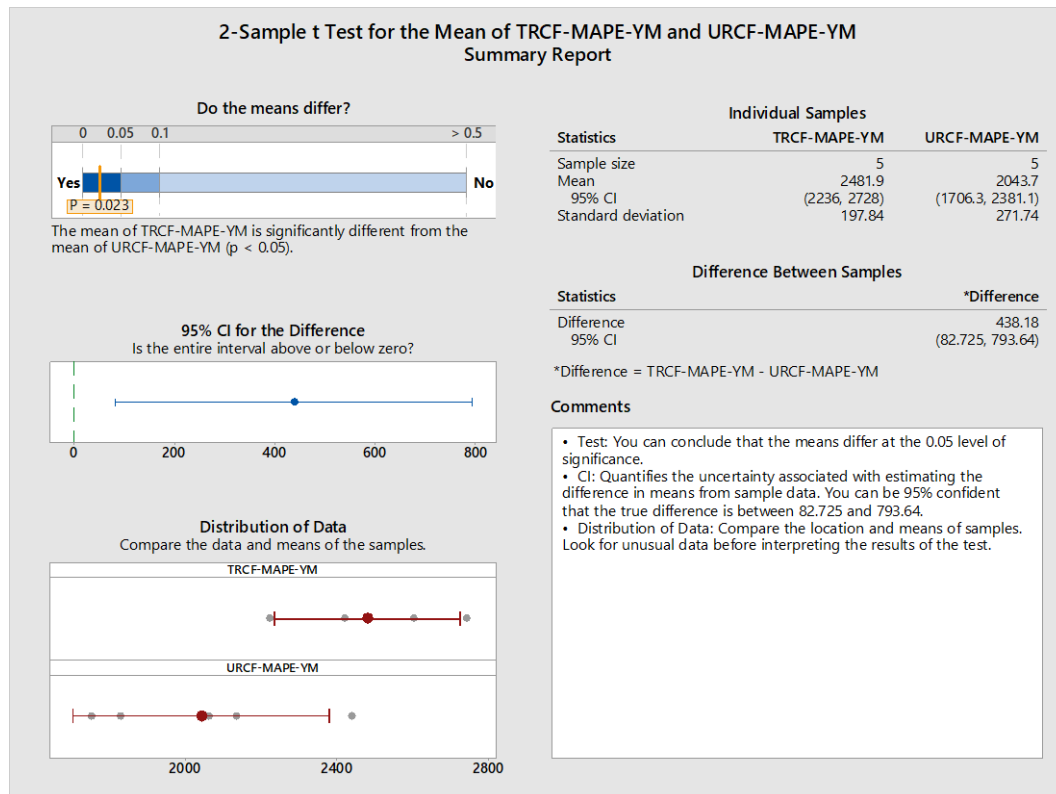 2-Sample t Test for the Mean of TRCF-MAPE-YM and URCF-MAPE-YM
Summary Report
Do the means differ?
0 0.05 0.1 > 0.5
Yes No
P = 0.023
The mean of TRCF-MAPE-YM is significantly different from the
mean of URCF-MAPE-YM (p < 0.05).
95% CI for the Difference
Is the entire interval above or below zero?
0 200 400 600 800
Distribution of Data
Compare the data and means of the samples.
TRCF-MAPE-YM
URCF-MAPE-YM
2000 2400 2800
Individual Samples
Statistics TRCF-MAPE-YM URCF-MAPE-YM
Sample size 5 5
Mean 2481.9 2043.7
95% CI (2236, 2728) (1706.3, 2381.1)
Standard deviation 197.84 271.74
Difference Between Samples
Statistics *Difference
Difference 438.18
95% CI (82.725, 793.64)
*Difference = TRCF-MAPE-YM - URCF-MAPE-YM
Comments
• Test: You can conclude that the means differ at the 0.05 level of
significance.
• CI: Quantifies the uncertainty associated with estimating the
difference in means from sample data. You can be 95% confident
that the true difference is between 82.725 and 793.64.
• Distribution of Data: Compare the location and means of samples.
Look for unusual data before interpreting the results of the test.